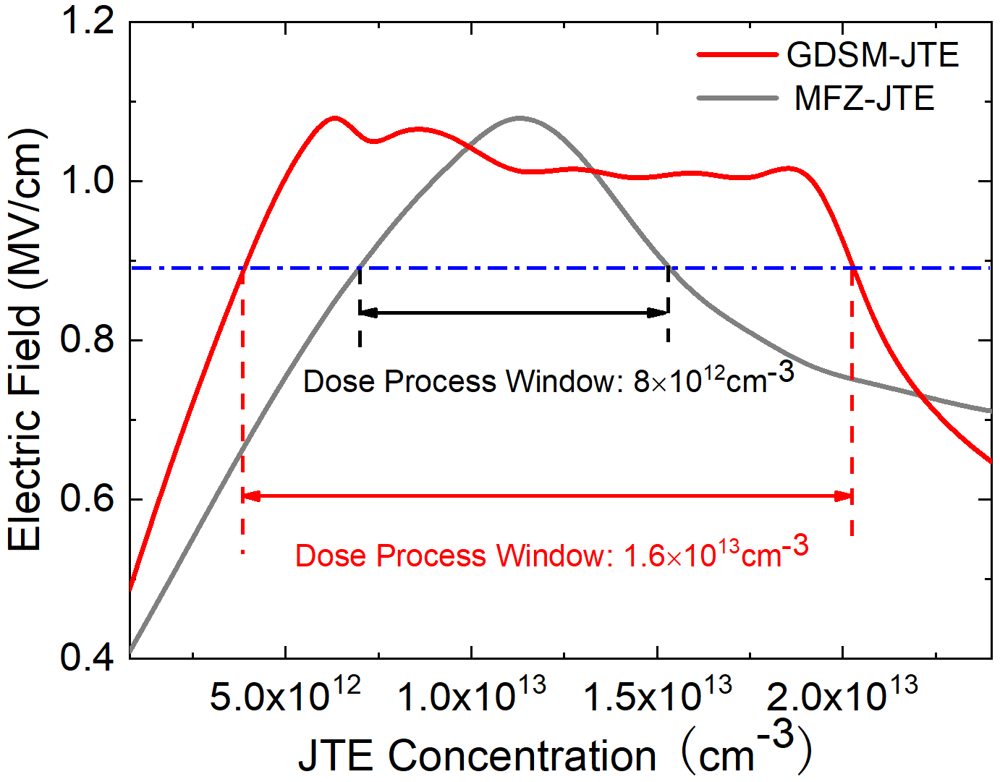 1.2
GDSM-JTE
MFZ-JTE
1.0
0.8
0.6
0.4
Electric Field (MV/cm)
Dose Process Window: 8×10¹²cm⁻³
Dose Process Window: 1.6×10¹³cm⁻³
5.0x10¹² 1.0x10¹³ 1.5x10¹³ 2.0x10¹³
JTE Concentration（cm⁻³）